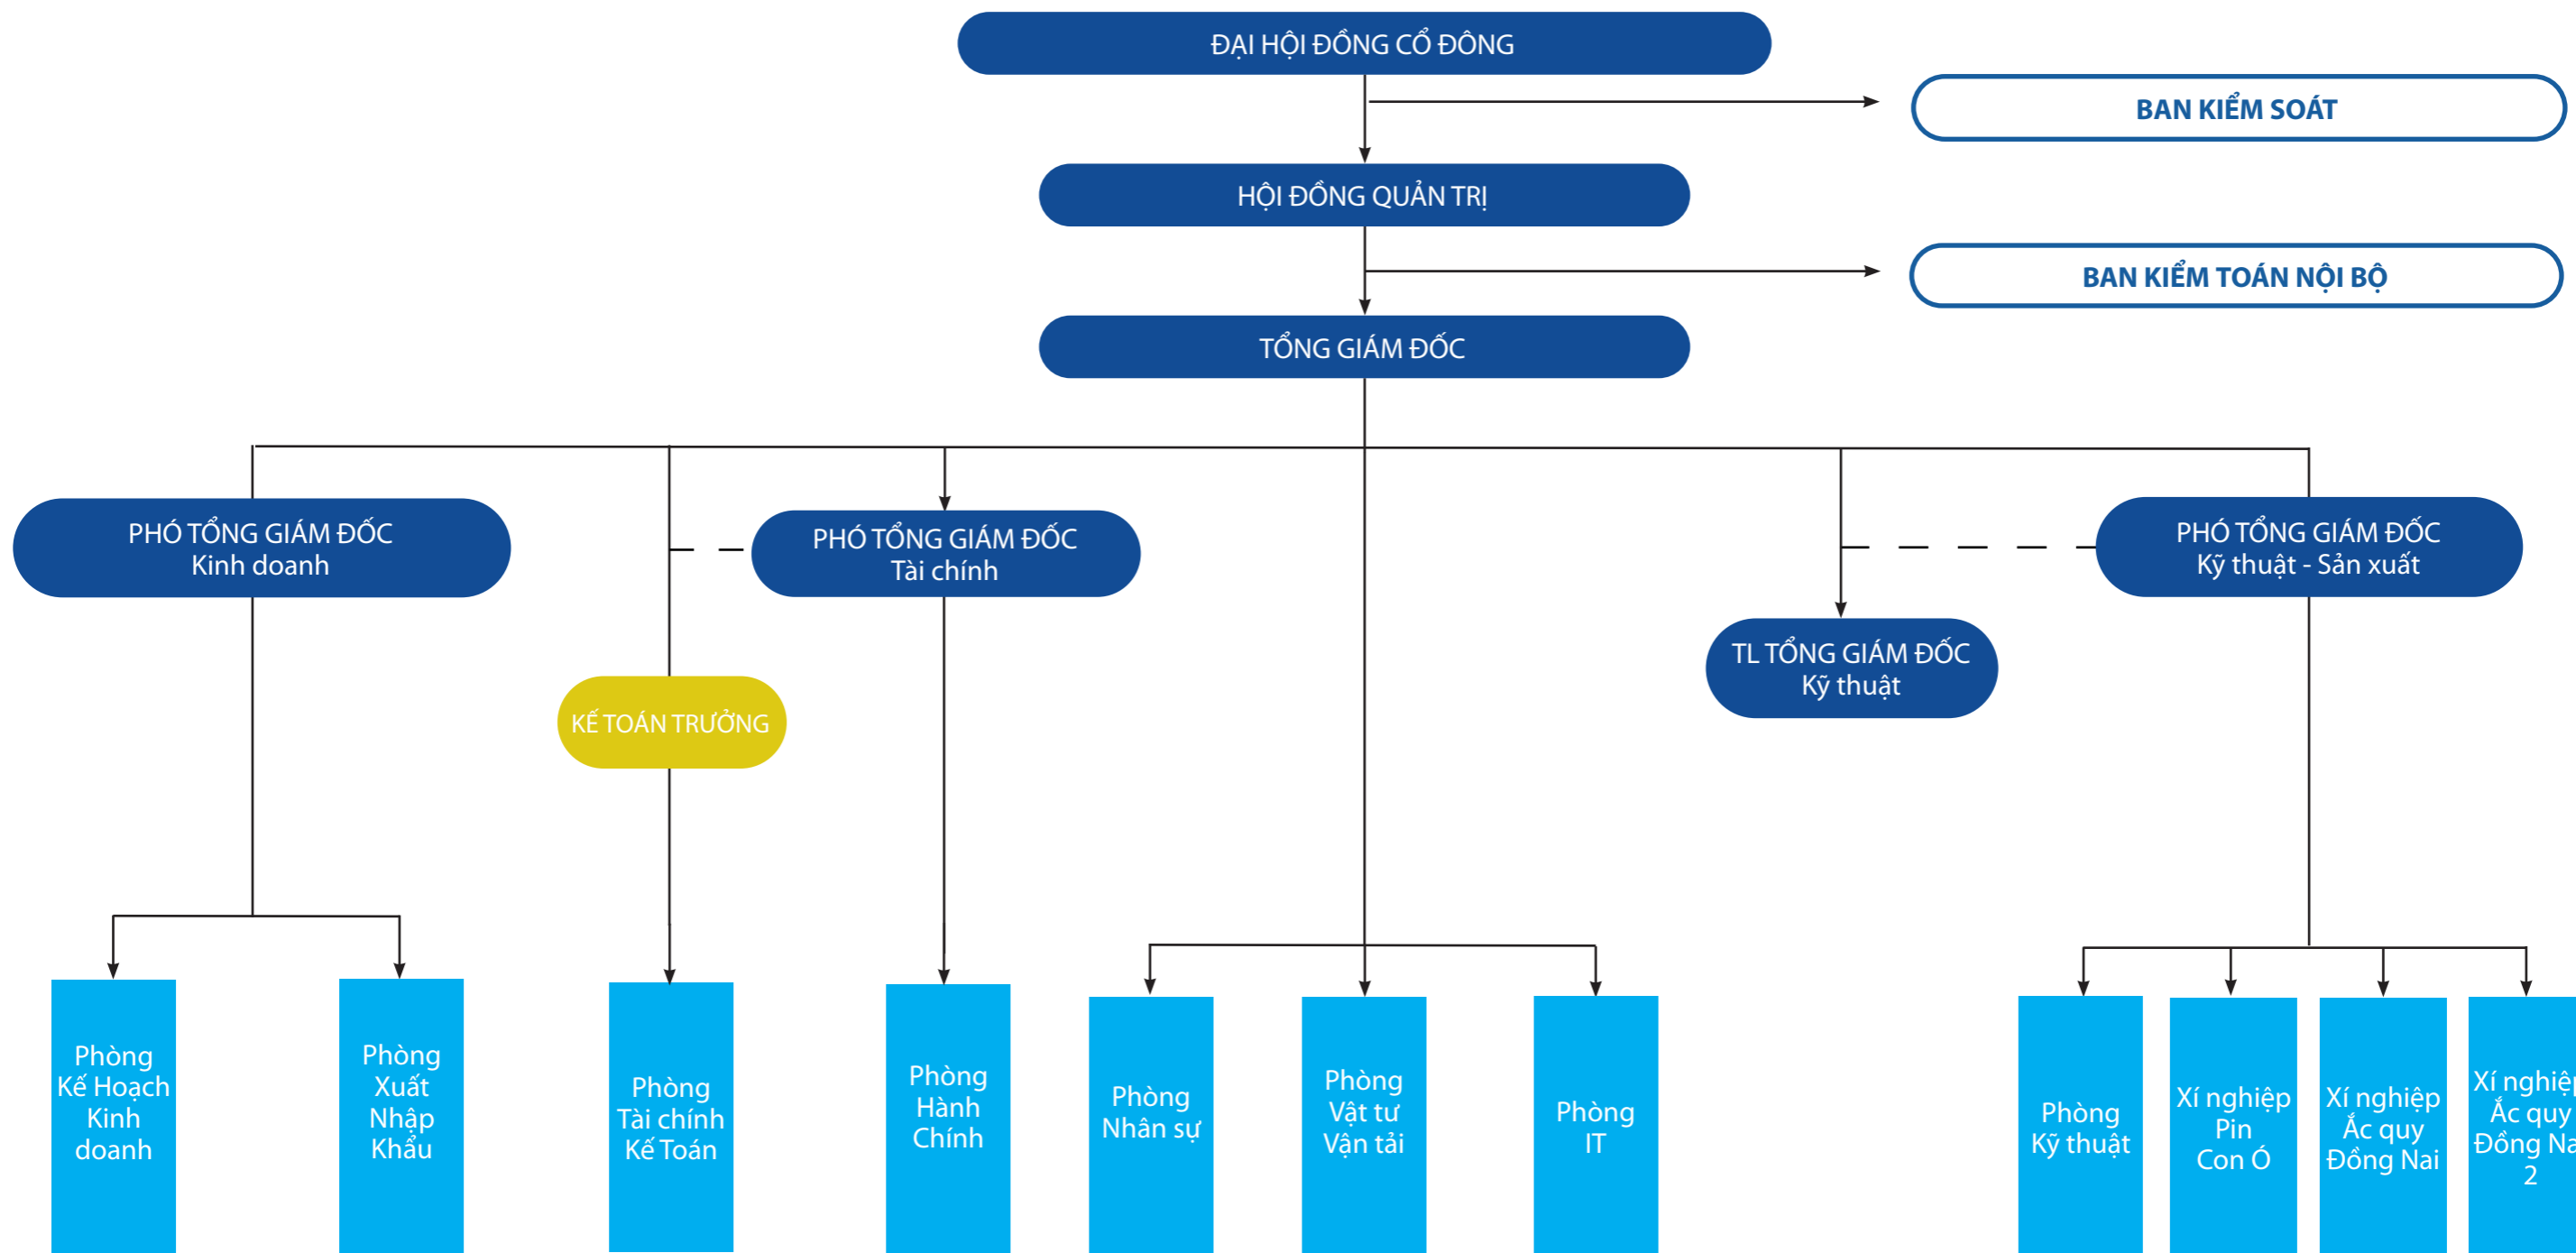 ĐẠI HỘI ĐỒNG CỔ ĐÔNG
BAN KIỂM SOÁT
HỘI ĐỒNG QUẢN TRỊ
BAN KIỂM TOÁN NỘI BỘ
TỔNG GIÁM ĐỐC
PHÓ TỔNG GIÁM ĐỐC
Kinh doanh
PHÓ TỔNG GIÁM ĐỐC
Tài chính
PHÓ TỔNG GIÁM ĐỐC
Kỹ thuật - Sản xuất
TL TỔNG GIÁM ĐỐC
Kỹ thuật
KẾ TOÁN TRƯỞNG
Phòng
Kế Hoạch
Kinh
doanh
Phòng
Xuất
Nhập
Khẩu
Phòng
Tài chính
Kế Toán
Phòng
Hành
Chính
Phòng
Nhân sự
Phòng
Vật tư
Vận tải
Phòng
IT
Phòng
Kỹ thuật
Xí nghiệp
Pin
Con Ó
Xí nghiệp
Ắc quy
Đồng Nai
Xí nghiệp
Ắc quy
Đồng Na
2